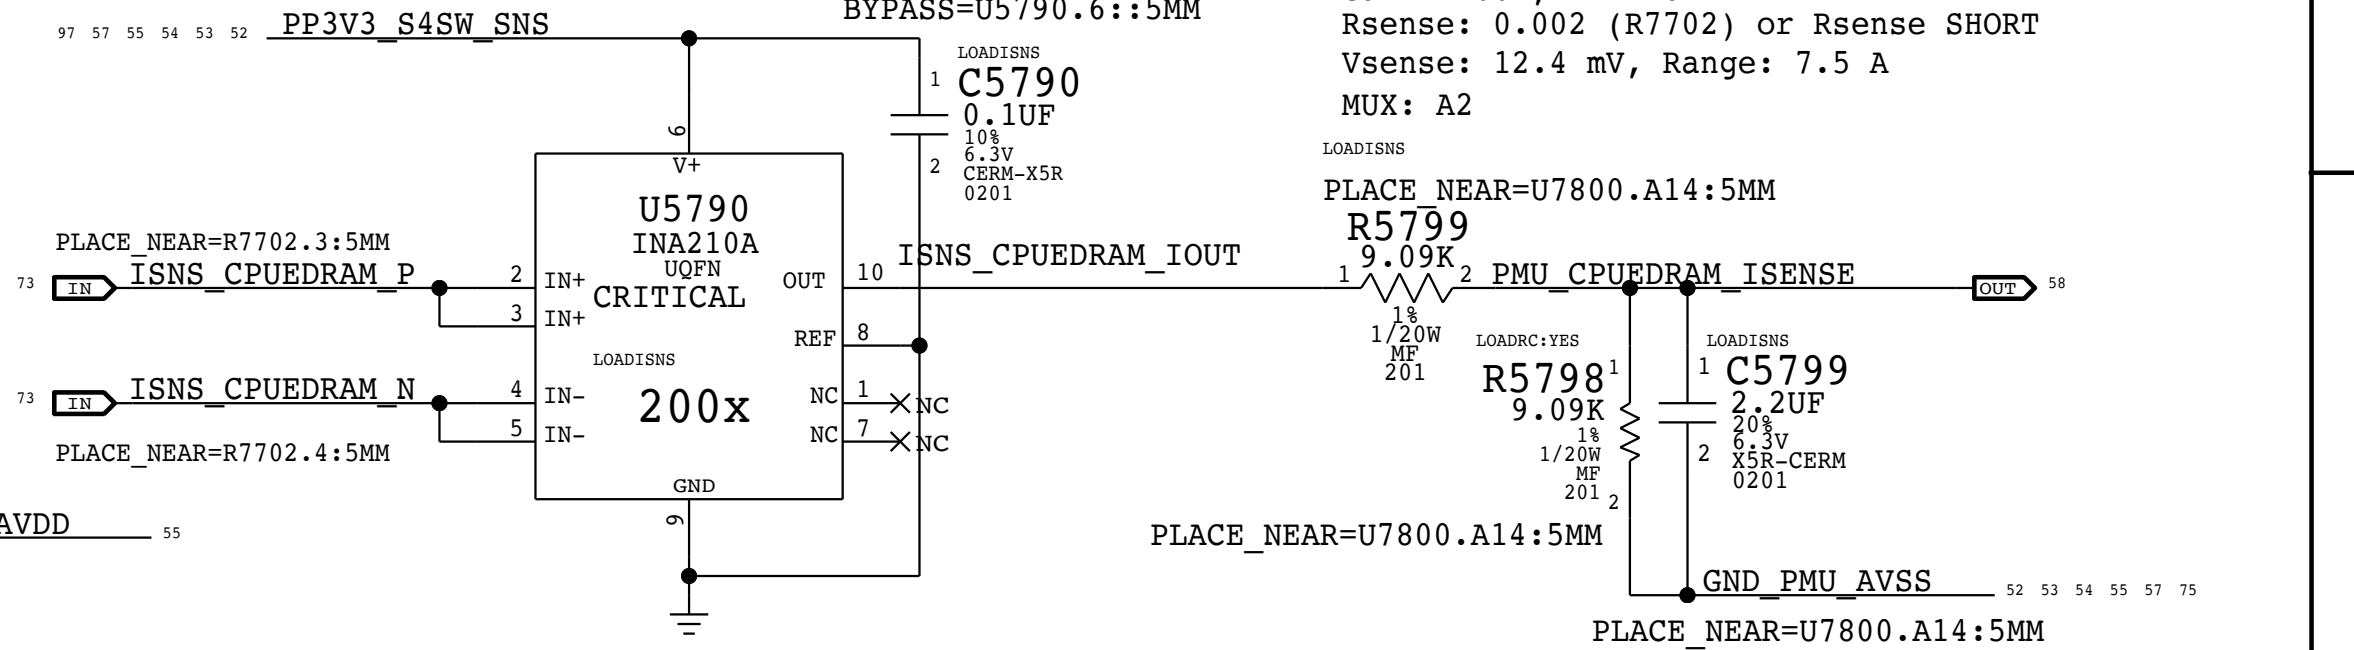 BYPASS=U5790.6::5MM
Rsense: 0.002 (R7702) or Rsense SHORT
Vsense: 12.4 mV, Range: 7.5 A
MUX: A2
97 57 55 54 53 52 PP3V3_S4SW_SNS
LOADISNS
1 C5790
0.1UF
10%
6.3V
2 CERM-X5R
0201
6
V+
U5790
INA210A
UQFN
CRITICAL
LOADISNS
200x
PLACE_NEAR=R7702.3:5MM
73 IN ISNS_CPUEDRAM_P 2 IN+
3 IN+
73 IN ISNS_CPUEDRAM_N 4 IN-
5 IN-
PLACE_NEAR=R7702.4:5MM
OUT 10 ISNS_CPUEDRAM_IOUT
REF 8
NC 1 NC
NC 7 NC
GND
9
AVDD 55
LOADISNS
PLACE_NEAR=U7800.A14:5MM
R5799
9.09K
1 2
1%
1/20W
MF
201
PMU_CPUEDRAM_ISENSE OUT 58
LOADRC:YES
R5798 1
9.09K
1%
1/20W
MF
201 2
PLACE_NEAR=U7800.A14:5MM
LOADISNS
1 C5799
2.2UF
20%
6.3V
2 X5R-CERM
0201
GND_PMU_AVSS 52 53 54 55 57 75
PLACE_NEAR=U7800.A14:5MM